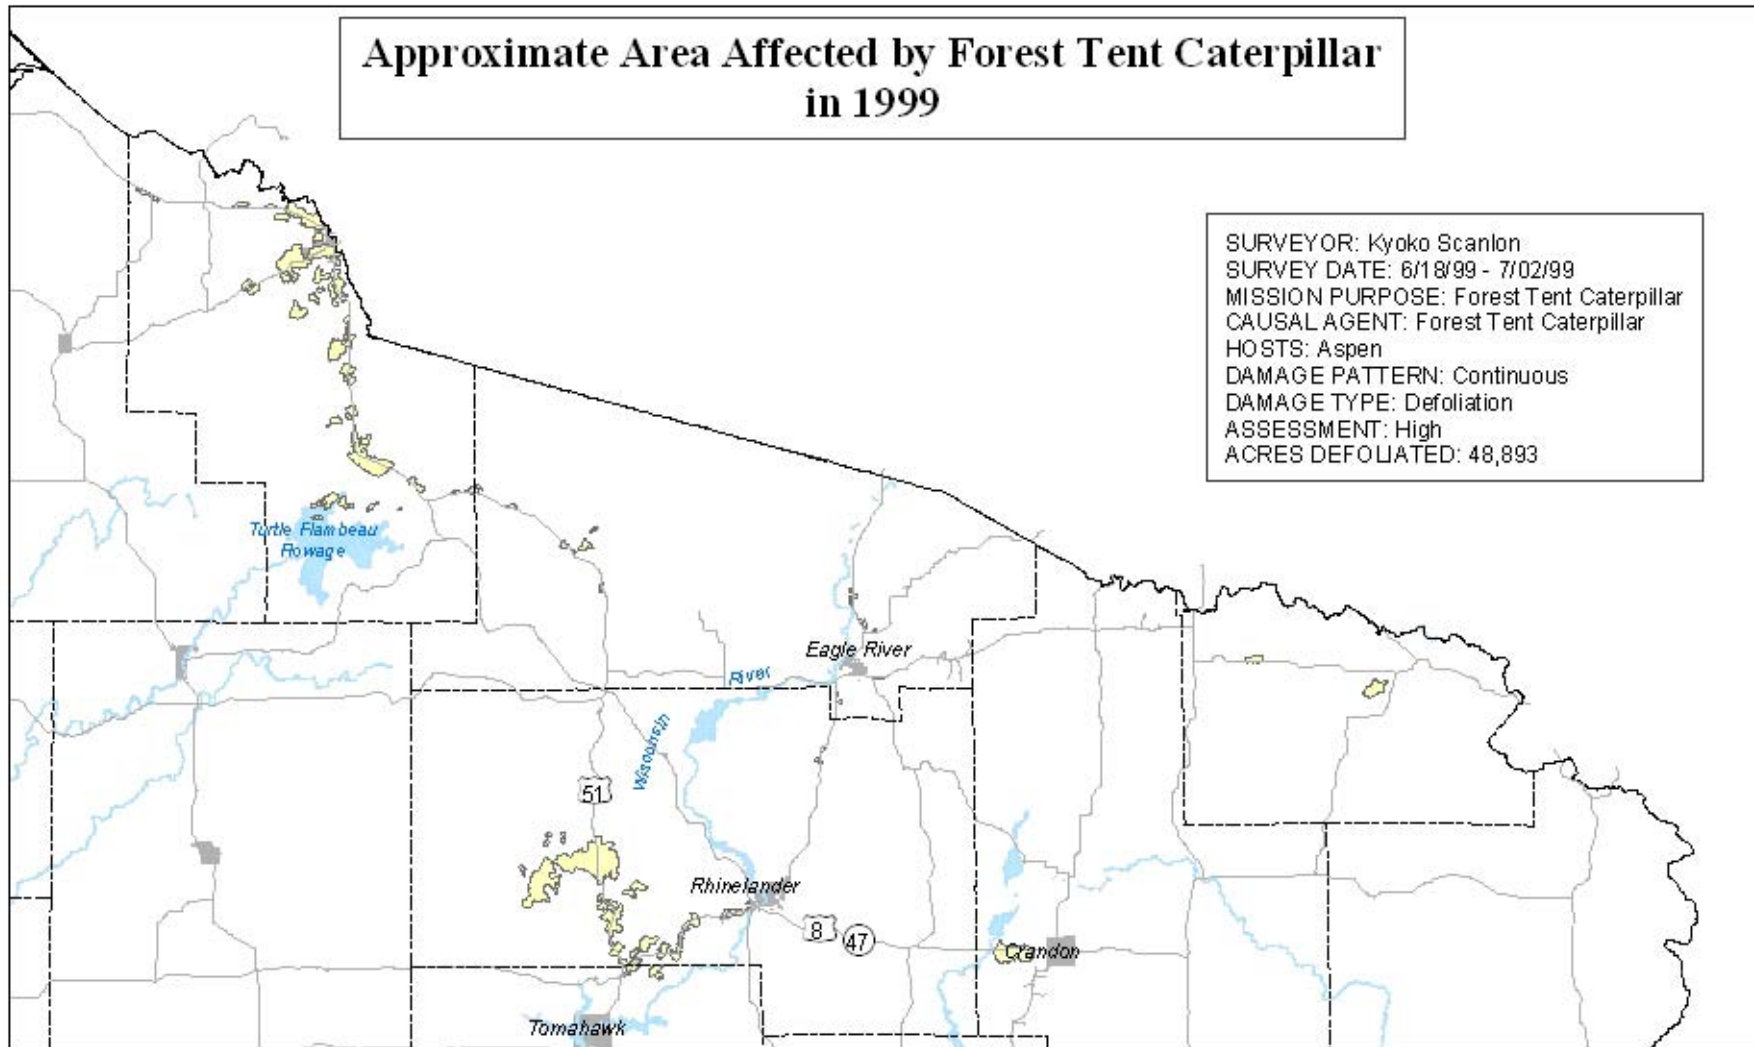 Approximate Area Affected by Forest Tent Caterpillar
in 1999
SURVEYOR: Kyoko Scanlon
SURVEY DATE: 6/18/99 - 7/02/99
MISSION PURPOSE: Forest Tent Caterpillar
CAUSAL AGENT: Forest Tent Caterpillar
HOSTS: Aspen
DAMAGE PATTERN: Continuous
DAMAGE TYPE: Defoliation
ASSESSMENT: High
ACRES DEFOLIATED: 48,893
Turtle Flambeau
Flowage
Eagle River
River
Wisconsin
51
Rhinelander
8
47
Crandon
Tomahawk